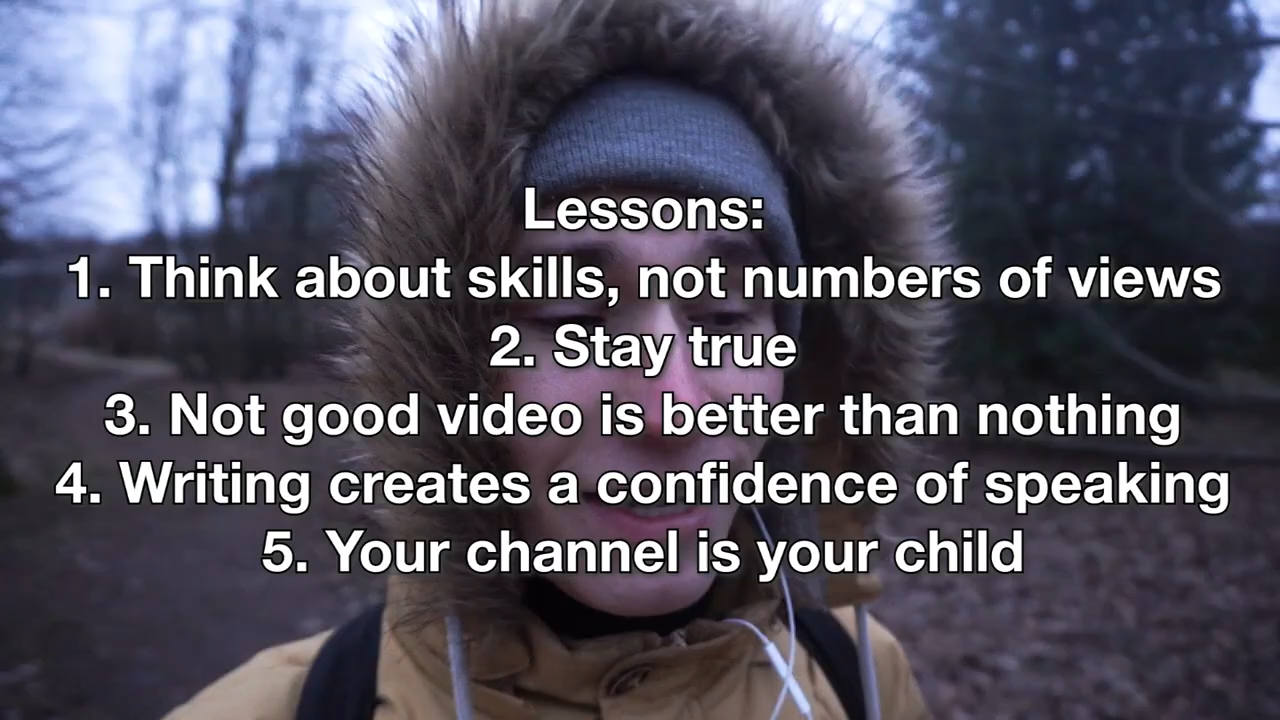 Lessons:
1. Think about skills, not numbers of views
2. Stay true
3. Not good video is better than nothing
4. Writing creates a confidence of speaking
5. Your channel is your child